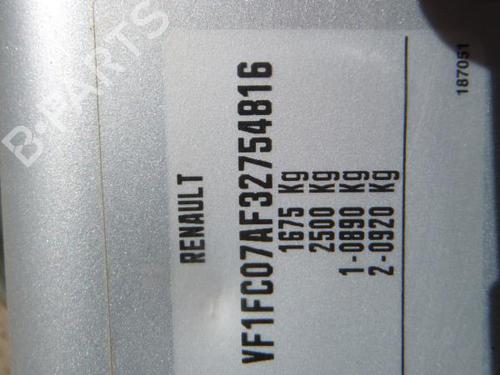 RENAULT
VF1FC07AF32754816
1675 Kg
2500 Kg
1-0890 Kg
2-0920 Kg
187051
B-PARTS